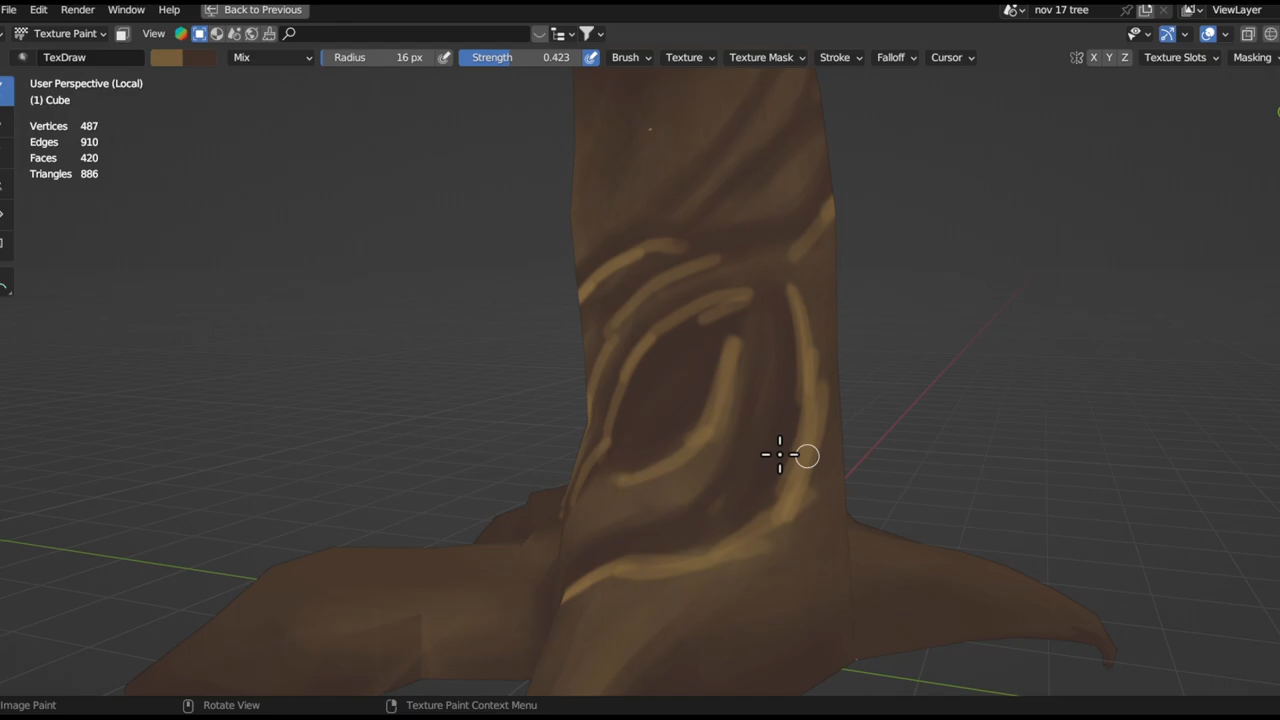 File Edit Render Window Help Back to Previous nov 17 tree ViewLayer
Texture Paint View
TexDraw Mix Radius 16 px Strength 0.423 Brush Texture Texture Mask Stroke Falloff Cursor X Y Z Texture Slots Masking
User Perspective (Local)
(1) Cube
Vertices 487
Edges 910
Faces 420
Triangles 886
Image Paint Rotate View Texture Paint Context Menu